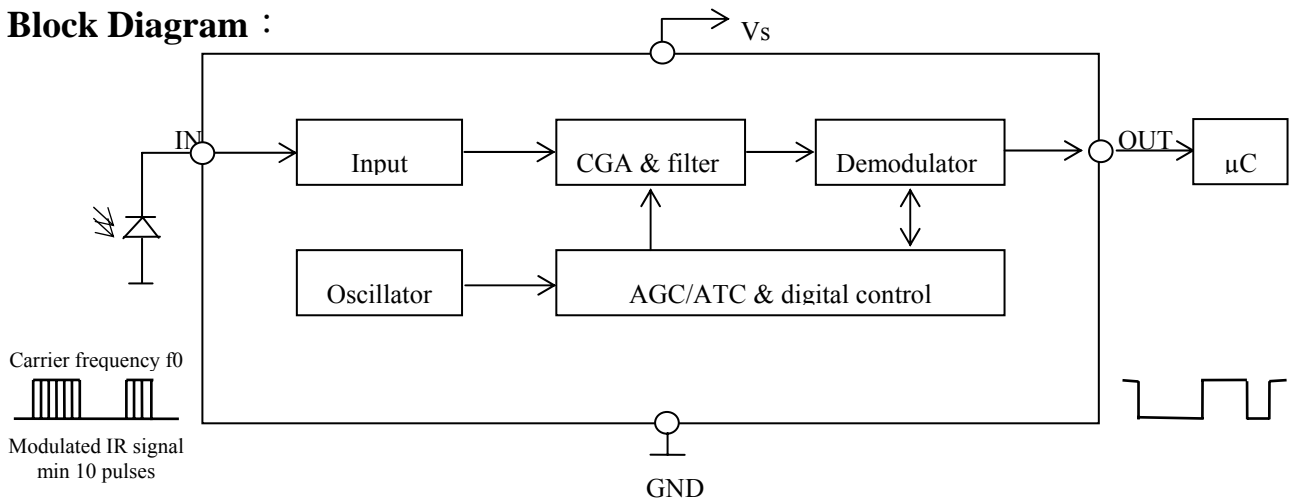 Block Diagram：
Vs
IN
Input
CGA & filter
Demodulator
OUT
µC
Oscillator
AGC/ATC & digital control
Carrier frequency f0
Modulated IR signal
min 10 pulses
GND